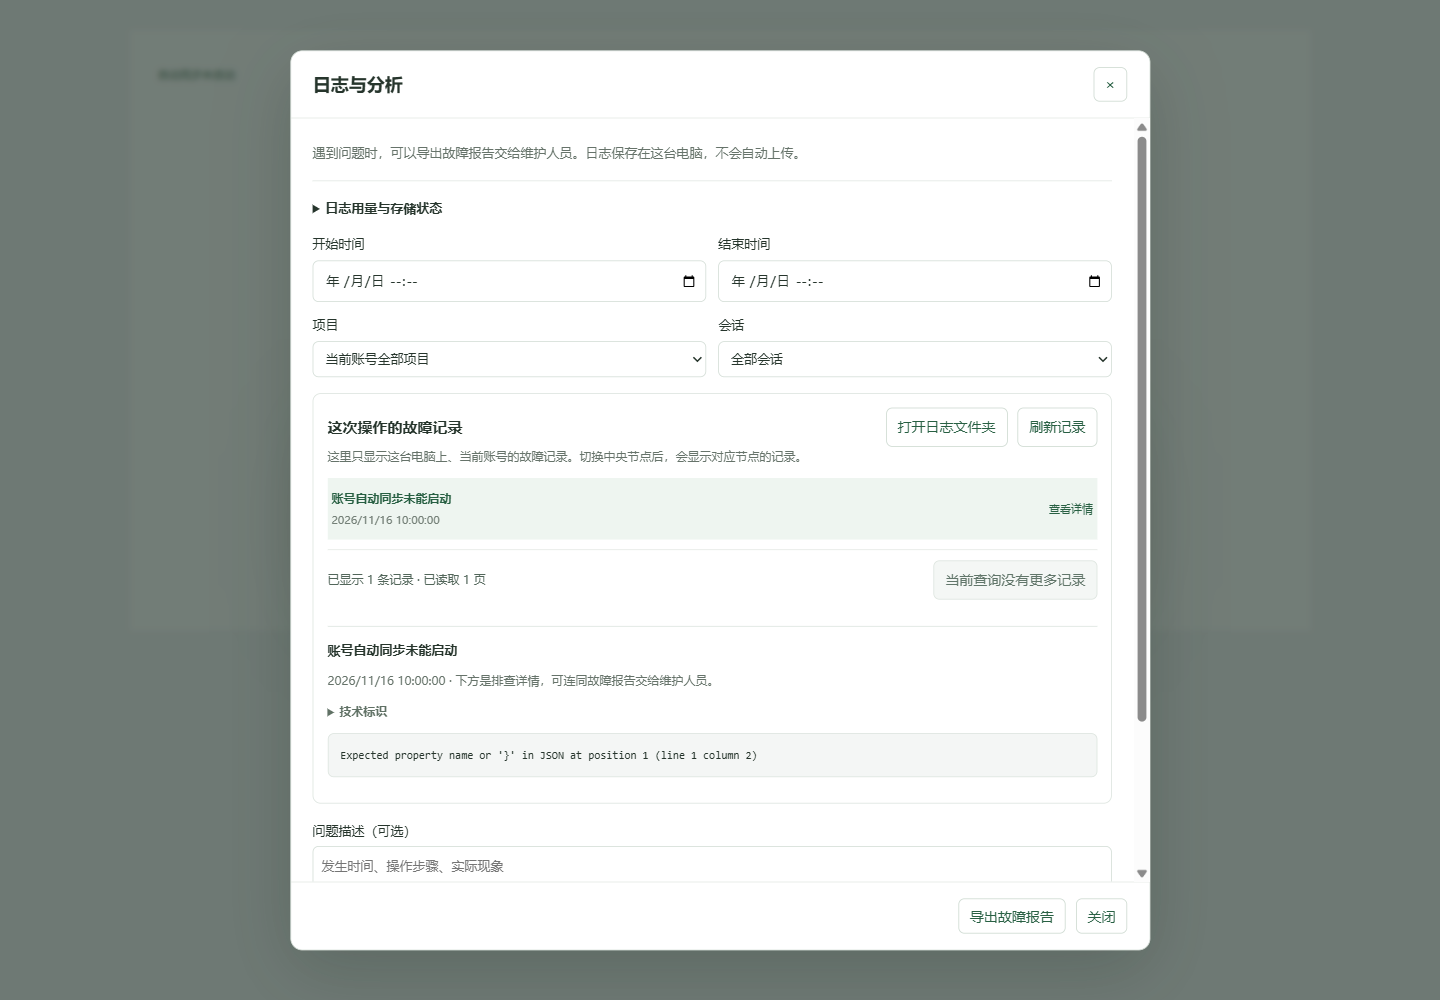 日志与分析
×
遇到问题时，可以导出故障报告交给维护人员。日志保存在这台电脑，不会自动上传。
▶ 日志用量与存储状态
开始时间 结束时间
年 /月/日 --:-- 年 /月/日 --:--
项目 会话
当前账号全部项目 全部会话
这次操作的故障记录 打开日志文件夹 刷新记录
这里只显示这台电脑上、当前账号的故障记录。切换中央节点后，会显示对应节点的记录。
账号自动同步未能启动
2026/11/16 10:00:00 查看详情
已显示 1 条记录 · 已读取 1 页 当前查询没有更多记录
账号自动同步未能启动
2026/11/16 10:00:00 · 下方是排查详情，可连同故障报告交给维护人员。
▶ 技术标识
Expected property name or '}' in JSON at position 1 (line 1 column 2)
问题描述（可选）
发生时间、操作步骤、实际现象
导出故障报告 关闭